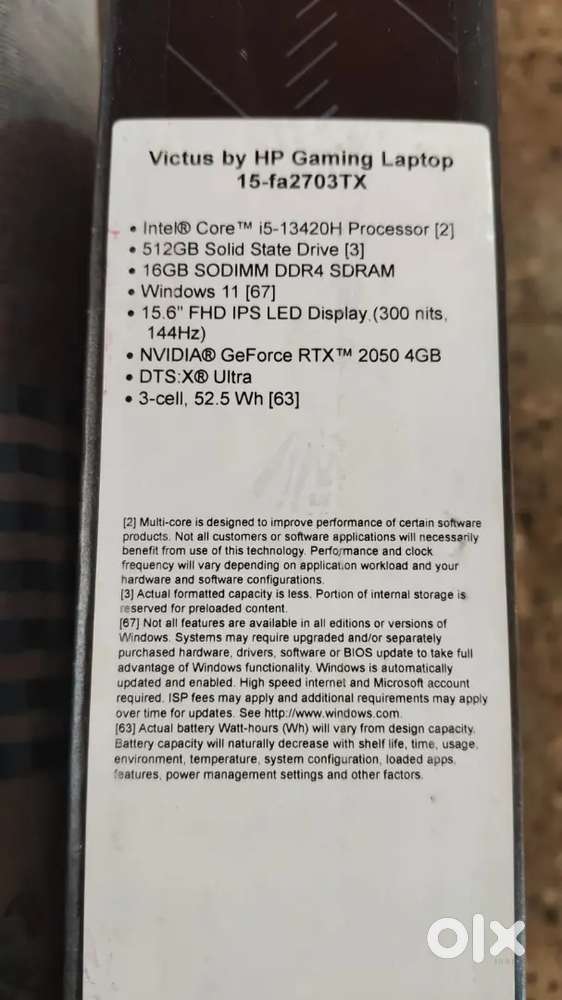 Victus by HP Gaming Laptop
15-fa2703TX
• Intel® Core™ i5-13420H Processor [2]
• 512GB Solid State Drive [3]
• 16GB SODIMM DDR4 SDRAM
• Windows 11 [67]
• 15.6" FHD IPS LED Display (300 nits,
144Hz)
• NVIDIA® GeForce RTX™ 2050 4GB
• DTS:X® Ultra
• 3-cell, 52.5 Wh [63]
[2] Multi-core is designed to improve performance of certain software
products. Not all customers or software applications will necessarily
benefit from use of this technology. Performance and clock
frequency will vary depending on application workload and your
hardware and software configurations.
[3] Actual formatted capacity is less. Portion of internal storage is
reserved for preloaded content.
[67] Not all features are available in all editions or versions of
Windows. Systems may require upgraded and/or separately
purchased hardware, drivers, software or BIOS update to take full
advantage of Windows functionality. Windows is automatically
updated and enabled. High speed internet and Microsoft account
required. ISP fees may apply and additional requirements may apply
over time for updates. See http://www.windows.com.
[63] Actual battery Watt-hours (Wh) will vary from design capacity.
Battery capacity will naturally decrease with shelf life, time, usage,
environment, temperature, system configuration, loaded apps,
features, power management settings and other factors.
olx